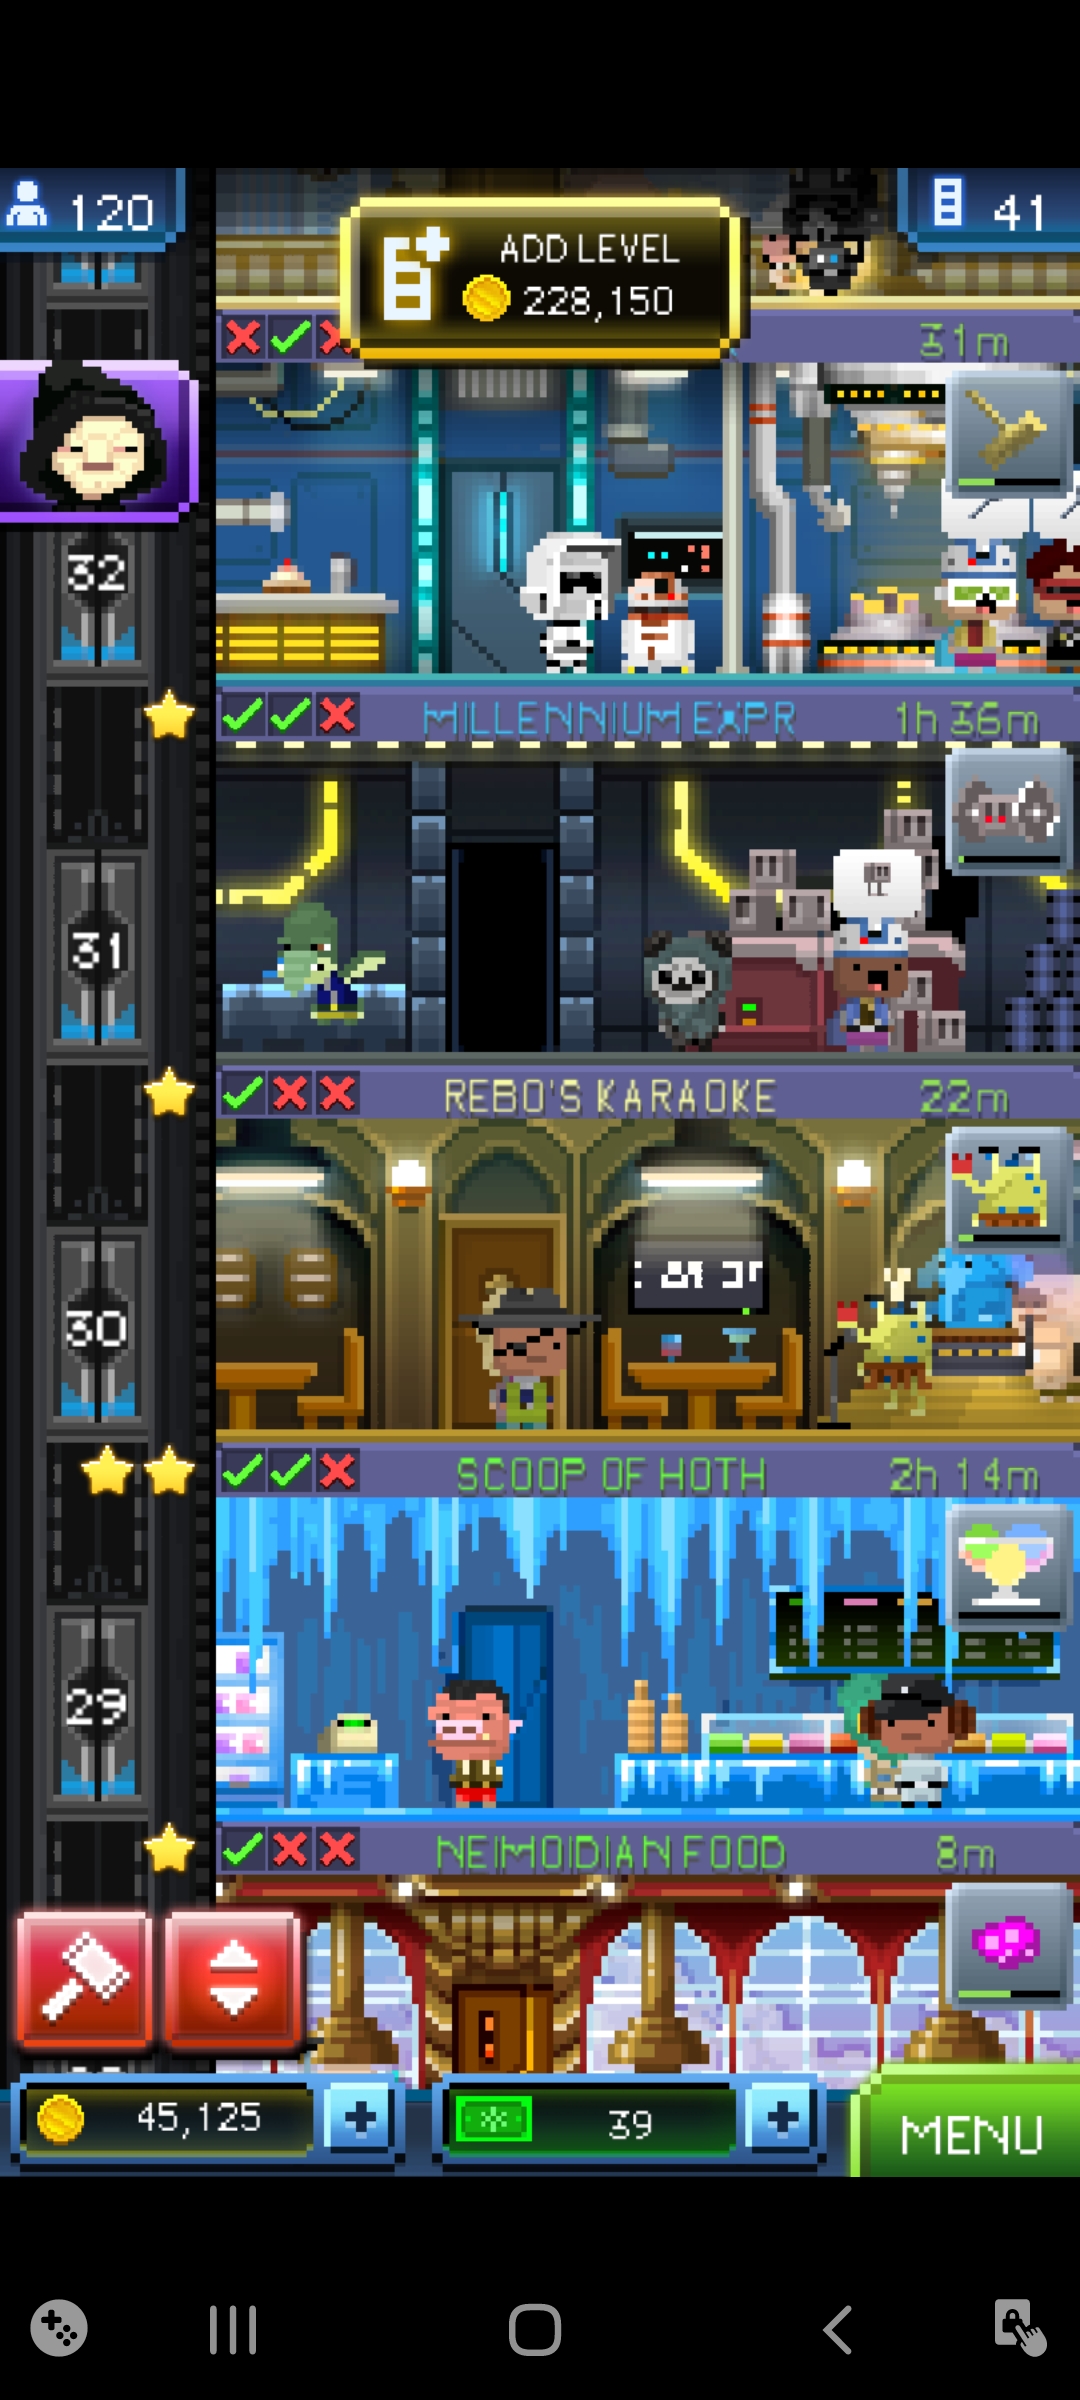 120
ADD LEVEL
228,150
41
31m
32
MILLENNIUM EXPR
1h 36m
31
REBO'S KARAOKE
22m
30
SCOOP OF HOTH
2h 14m
29
NEIMOIDIAN FOOD
8m
45,125
39
MENU